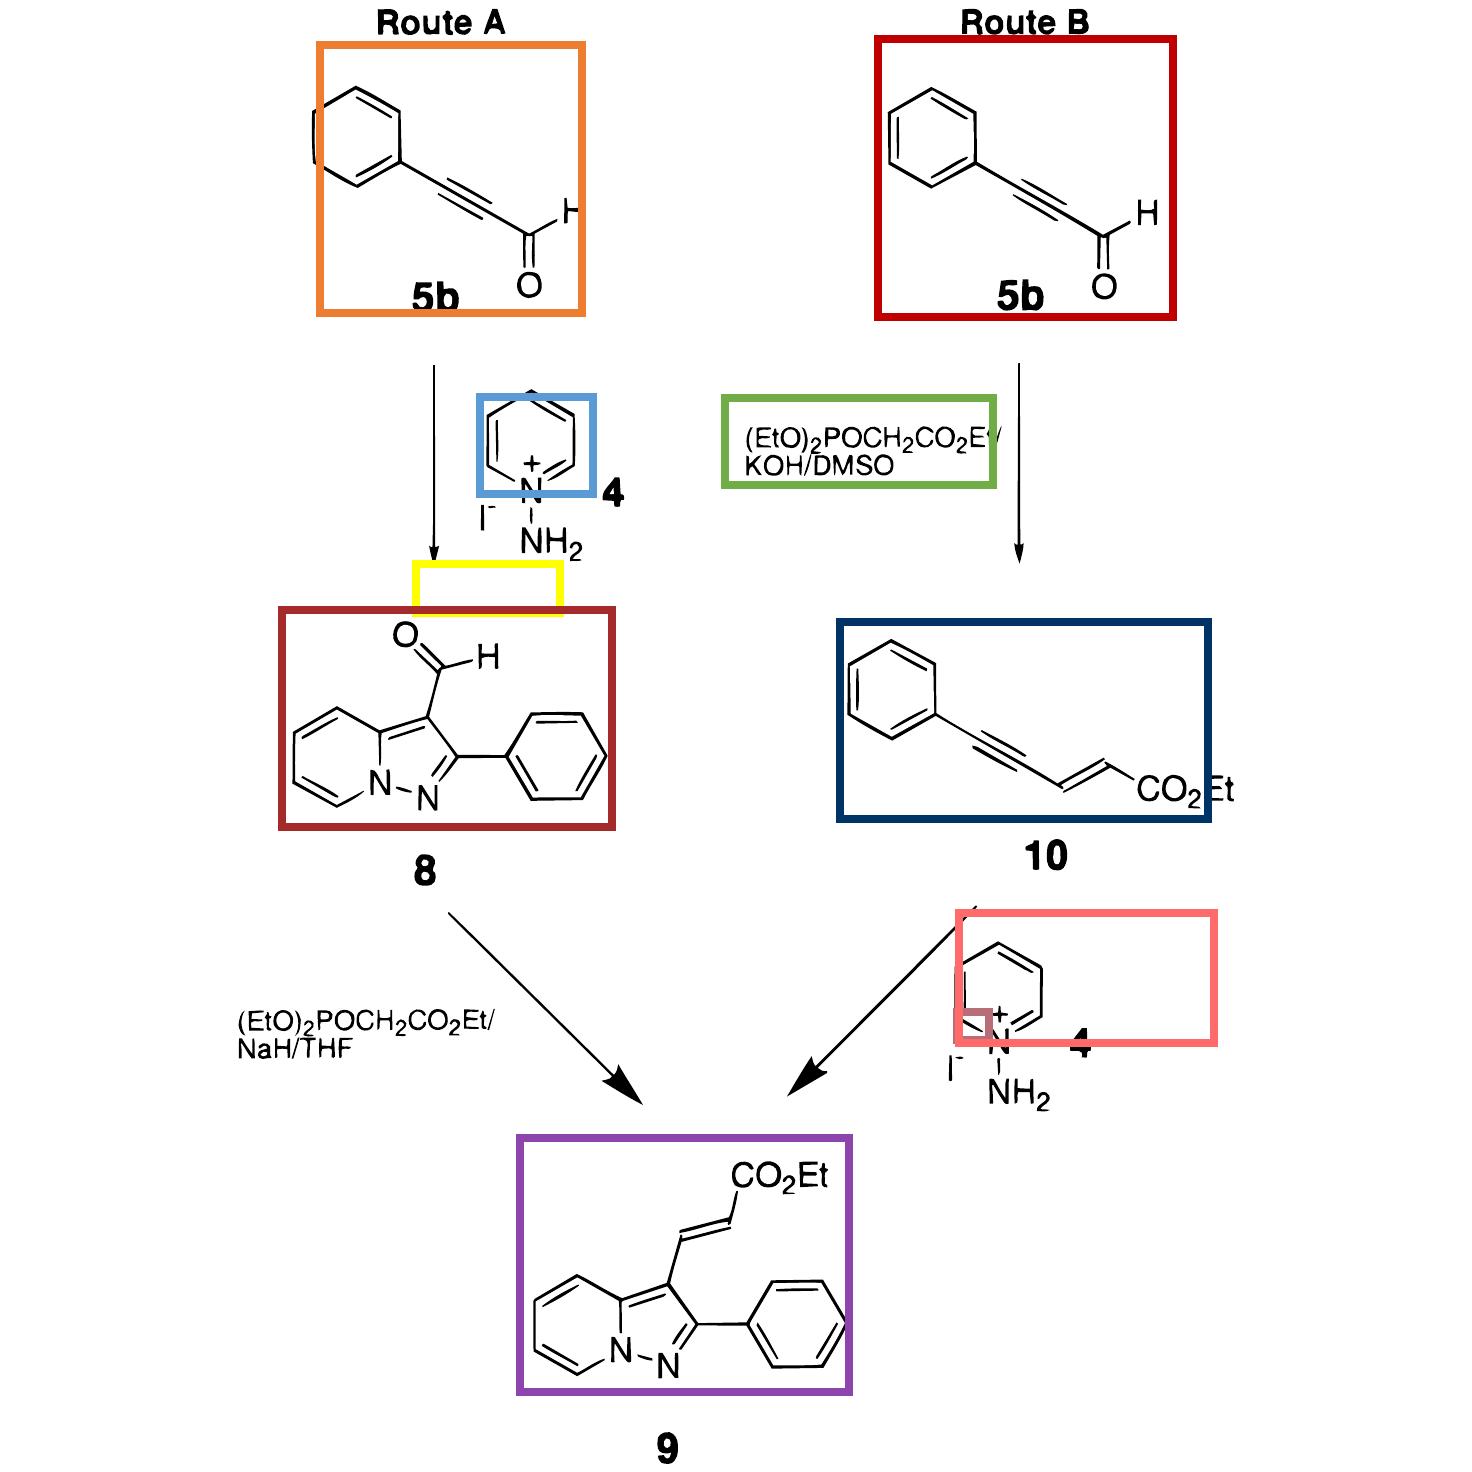 Route A
Route B
H
O
5b
H
O
5b
+
N
4
I-
NH2
(EtO)2POCH2CO2Et/
KOH/DMSO
O
H
N
N
8
CO2Et
10
(EtO)2POCH2CO2Et/
NaH/THF
+
N
4
I-
NH2
CO2Et
N
N
9